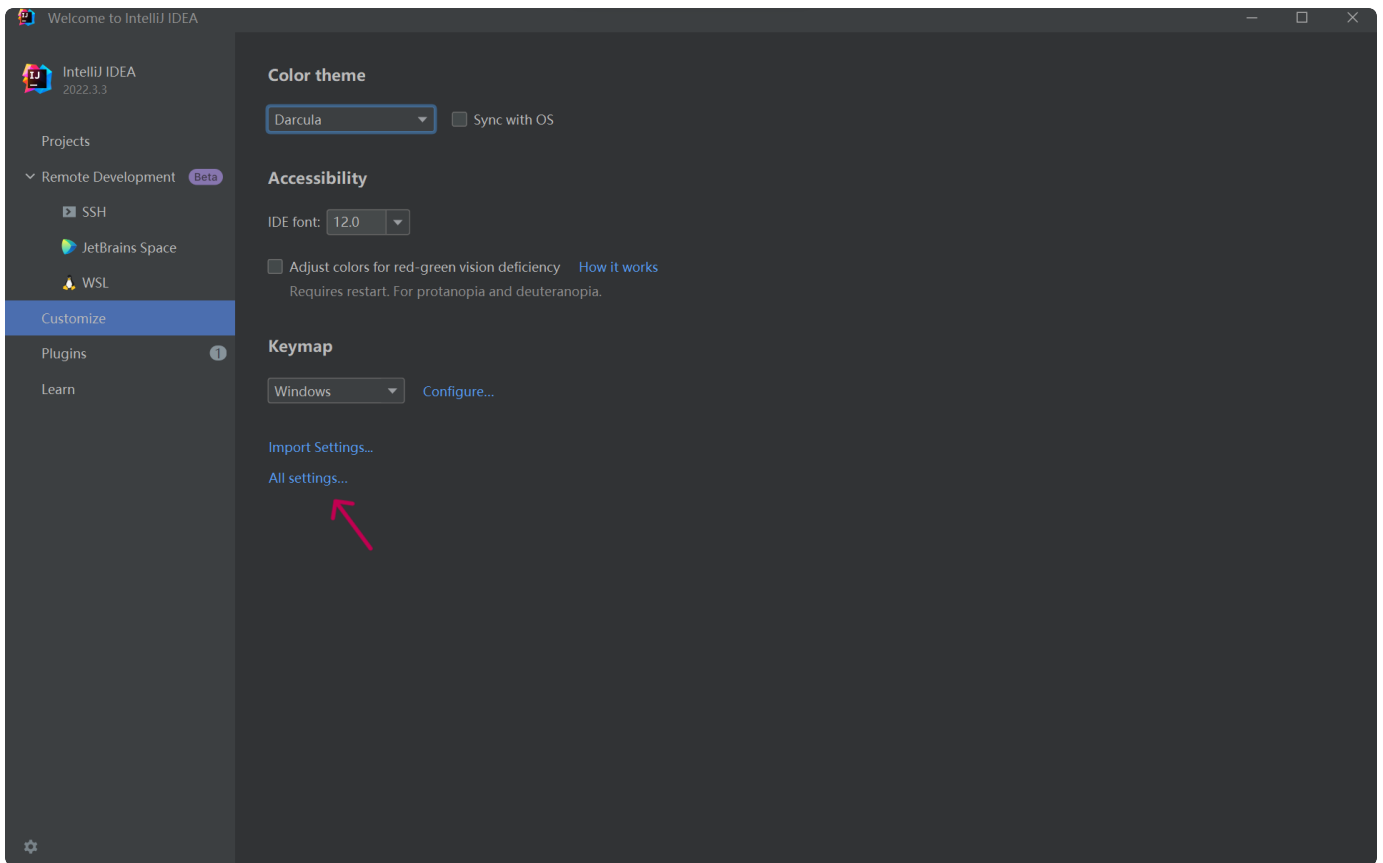 Welcome to IntelliJ IDEA
IntelliJ IDEA
2022.3.3
Projects
Remote Development Beta
SSH
JetBrains Space
WSL
Customize
Plugins 1
Learn
Color theme
Darcula Sync with OS
Accessibility
IDE font: 12.0
Adjust colors for red-green vision deficiency How it works
Requires restart. For protanopia and deuteranopia.
Keymap
Windows Configure...
Import Settings...
All settings...